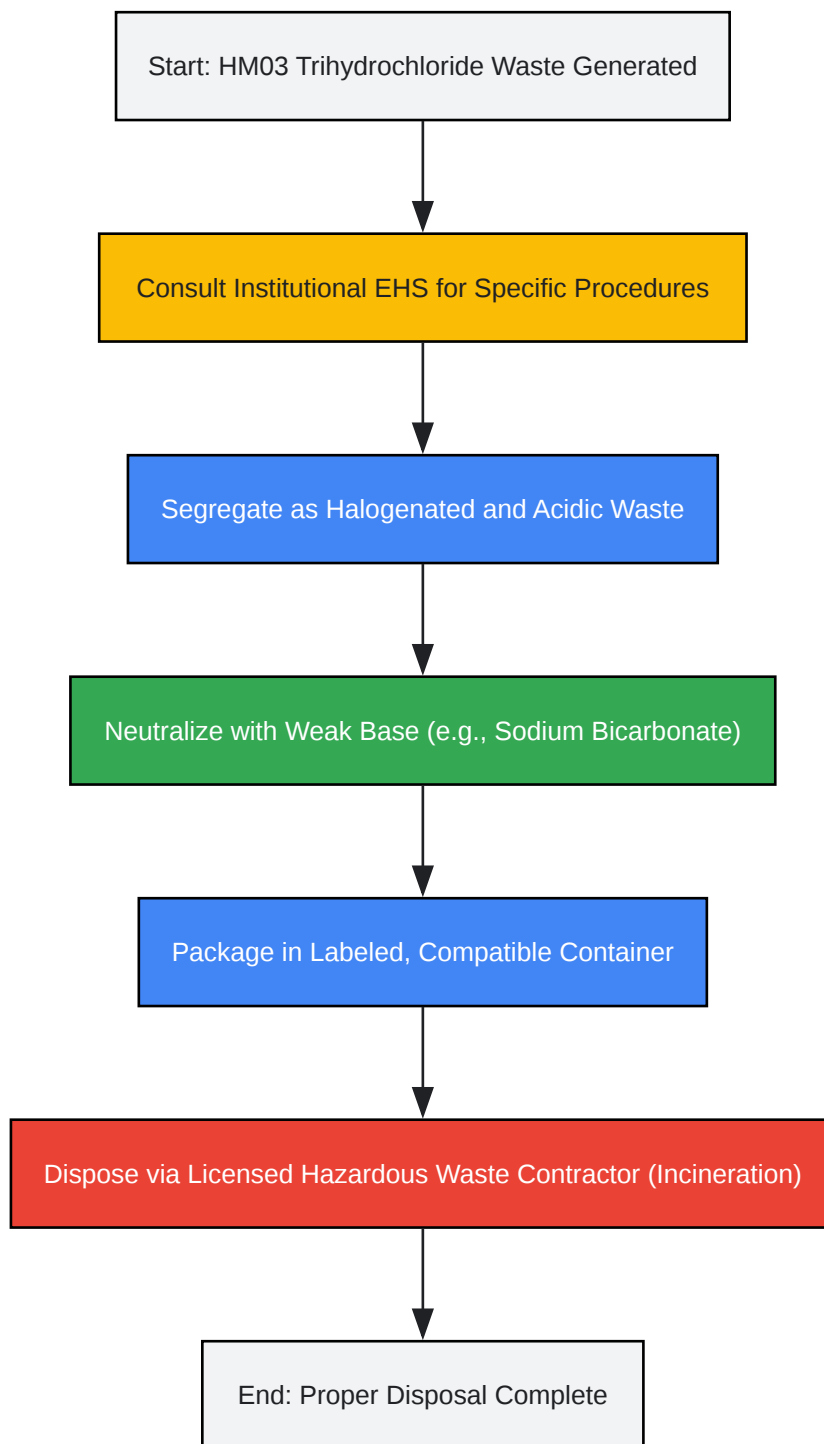 Start: HM03 Trihydrochloride Waste Generated
Consult Institutional EHS for Specific Procedures
Segregate as Halogenated and Acidic Waste
Neutralize with Weak Base (e.g., Sodium Bicarbonate)
Package in Labeled, Compatible Container
Dispose via Licensed Hazardous Waste Contractor (Incineration)
End: Proper Disposal Complete